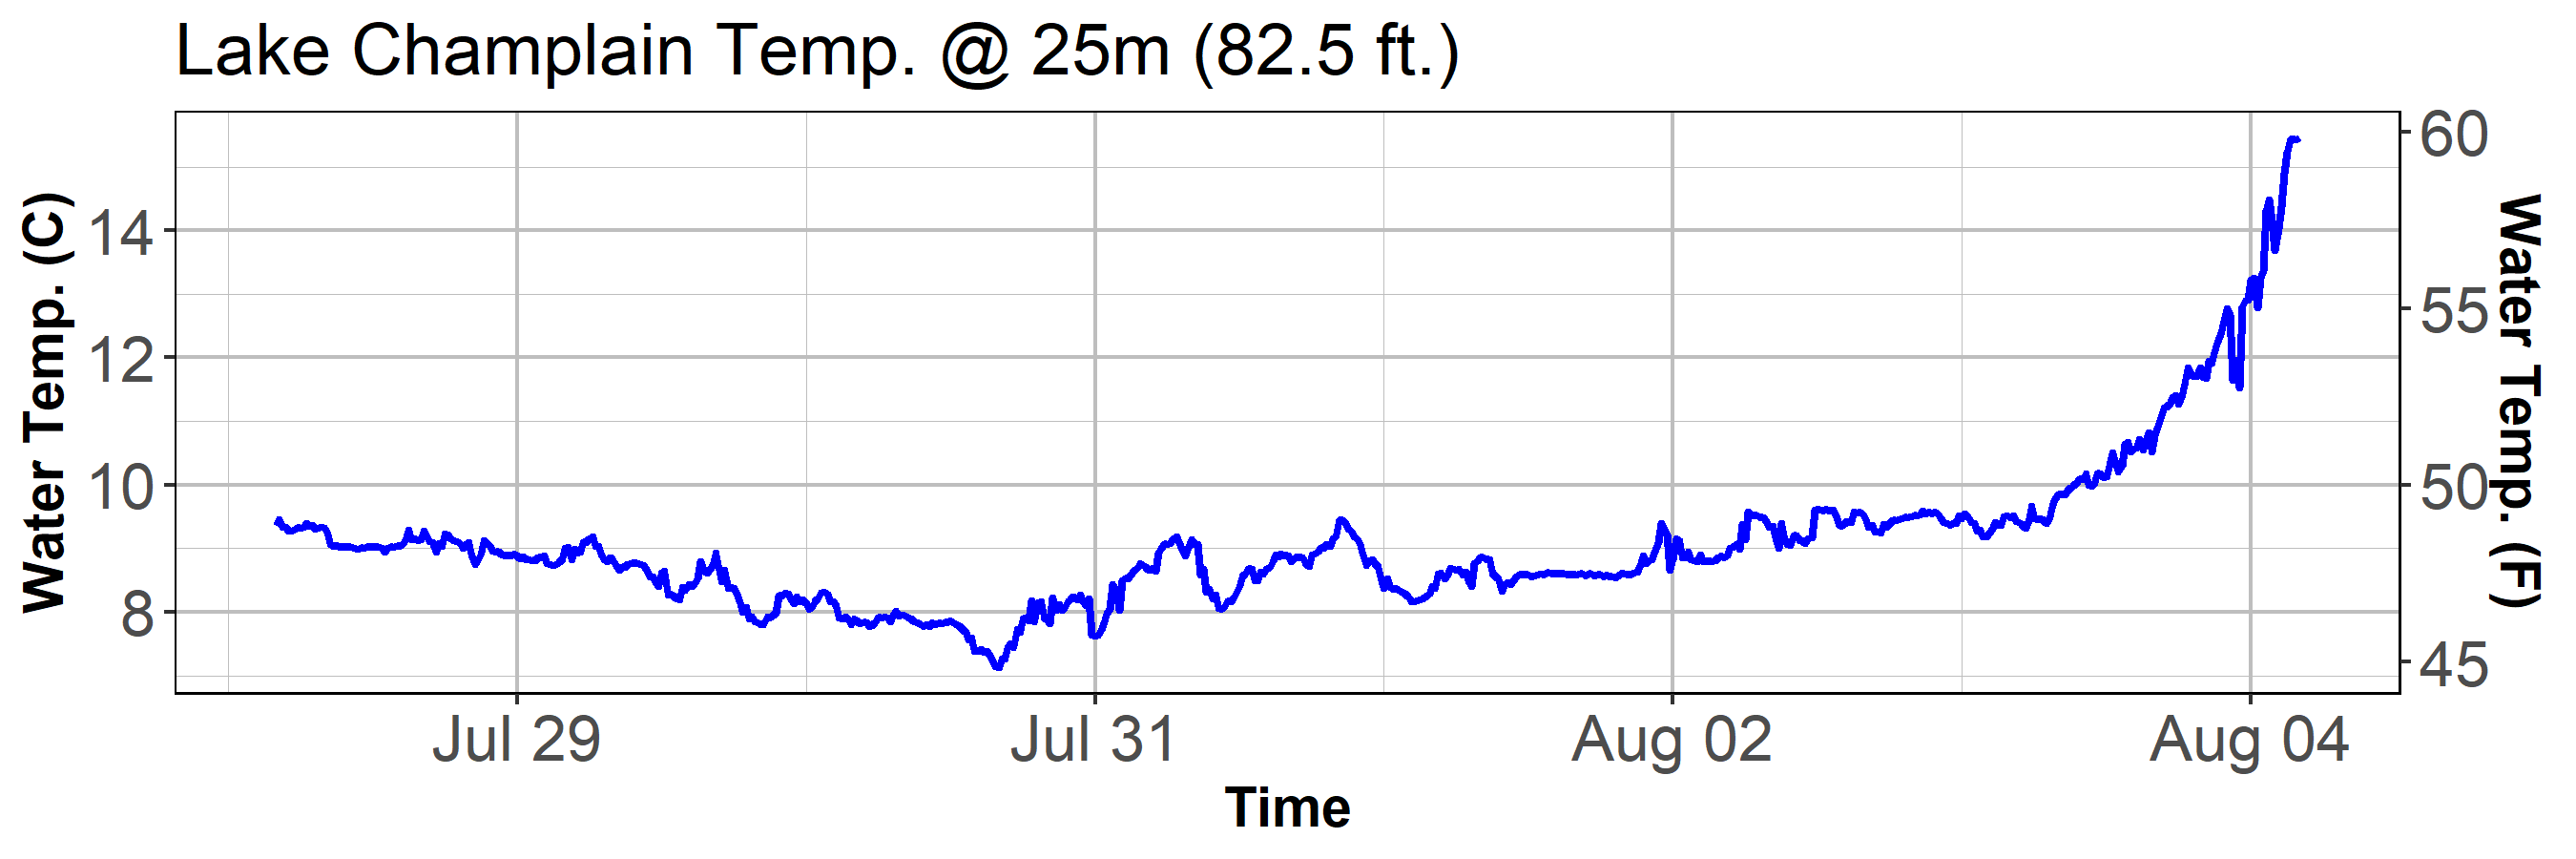 Lake Champlain Temp. @ 25m (82.5 ft.)
Water Temp. (C)
14
12
10
8
60
55
50
45
Water Temp. (F)
Jul 29
Jul 31
Aug 02
Aug 04
Time